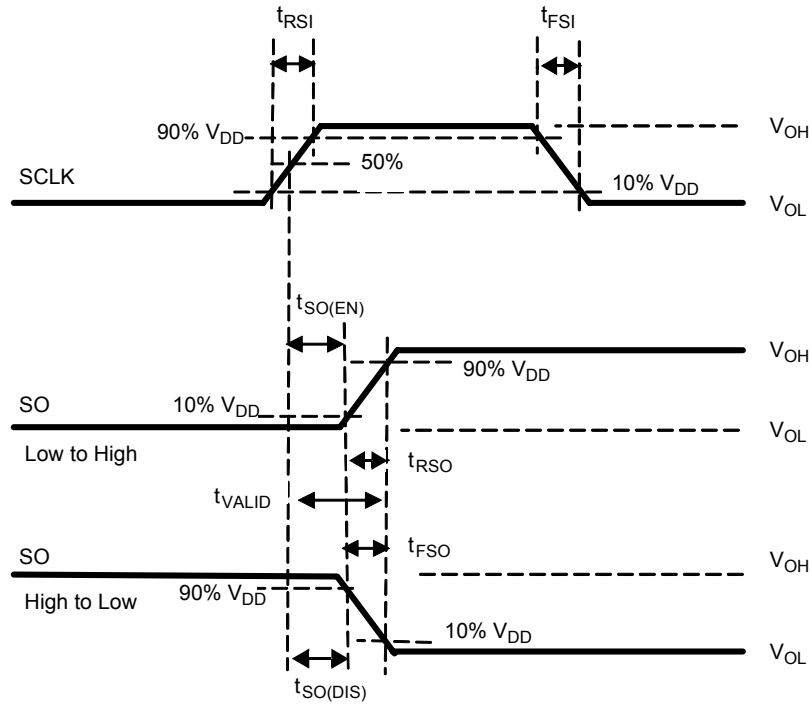 tRSI
tFSI
90% VDD
VOH
50%
SCLK
10% VDD
VOL
tSO(EN)
VOH
90% VDD
10% VDD
SO
VOL
Low to High
tRSO
tVALID
tFSO
SO
VOH
High to Low
90% VDD
10% VDD
VOL
tSO(DIS)